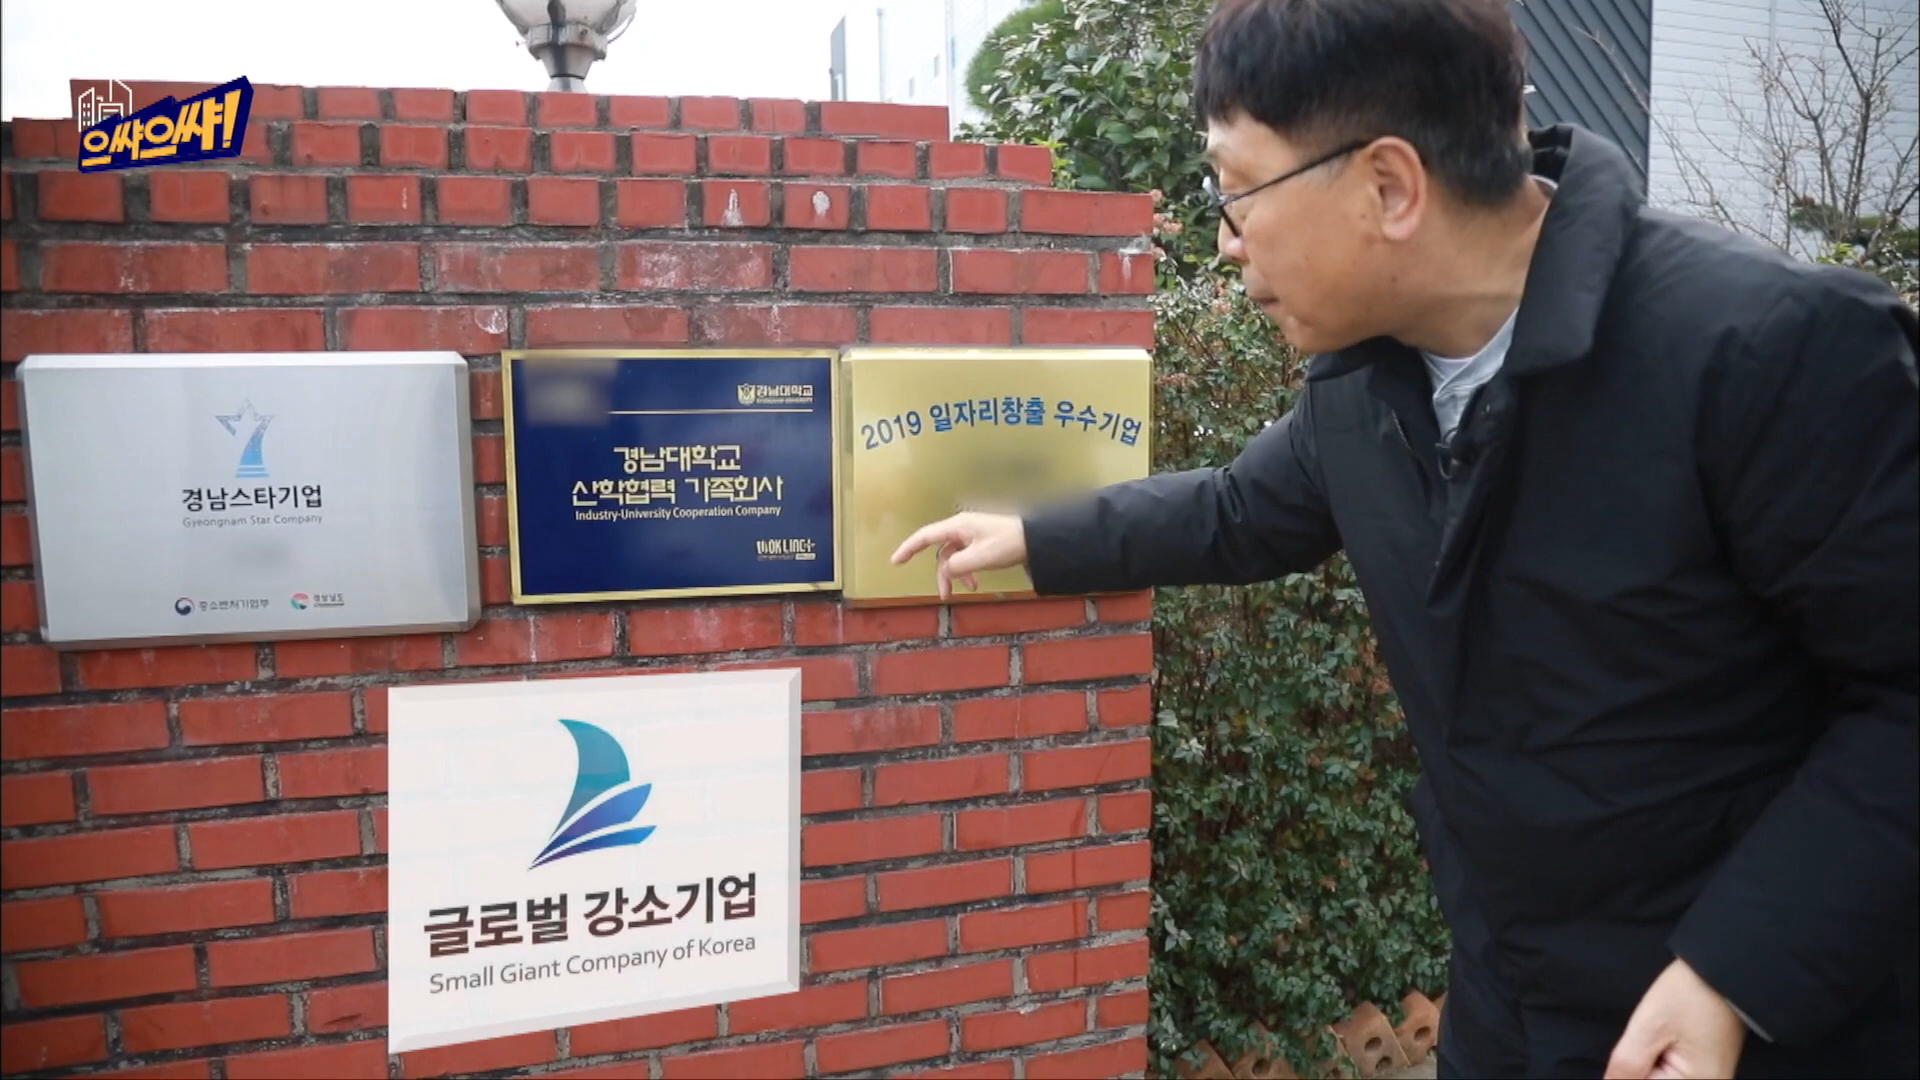 으쌰으쌰!
경남스타기업
Gyeongnam Star Company
중소벤처기업부
경상남도
경남대학교
경남대학교
산학협력 가족회사
Industry-University Cooperation Company
LINC+
2019 일자리창출 우수기업
글로벌 강소기업
Small Giant Company of Korea